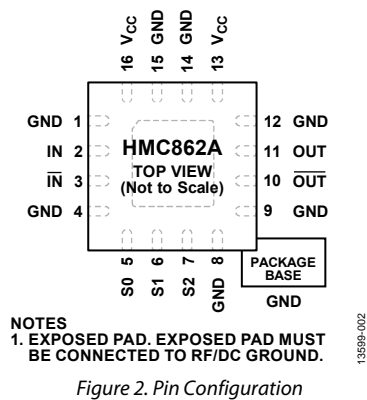 16 VCC
15 GND
14 GND
13 VCC
GND 1
IN 2
I̅N̅ 3
GND 4
HMC862A
TOP VIEW
(Not to Scale)
12 GND
11 OUT
10 O̅U̅T̅
9 GND
S0 5
S1 6
S2 7
GND 8
PACKAGE
BASE
GND
NOTES
1. EXPOSED PAD. EXPOSED PAD MUST
BE CONNECTED TO RF/DC GROUND.
13599-002
Figure 2. Pin Configuration